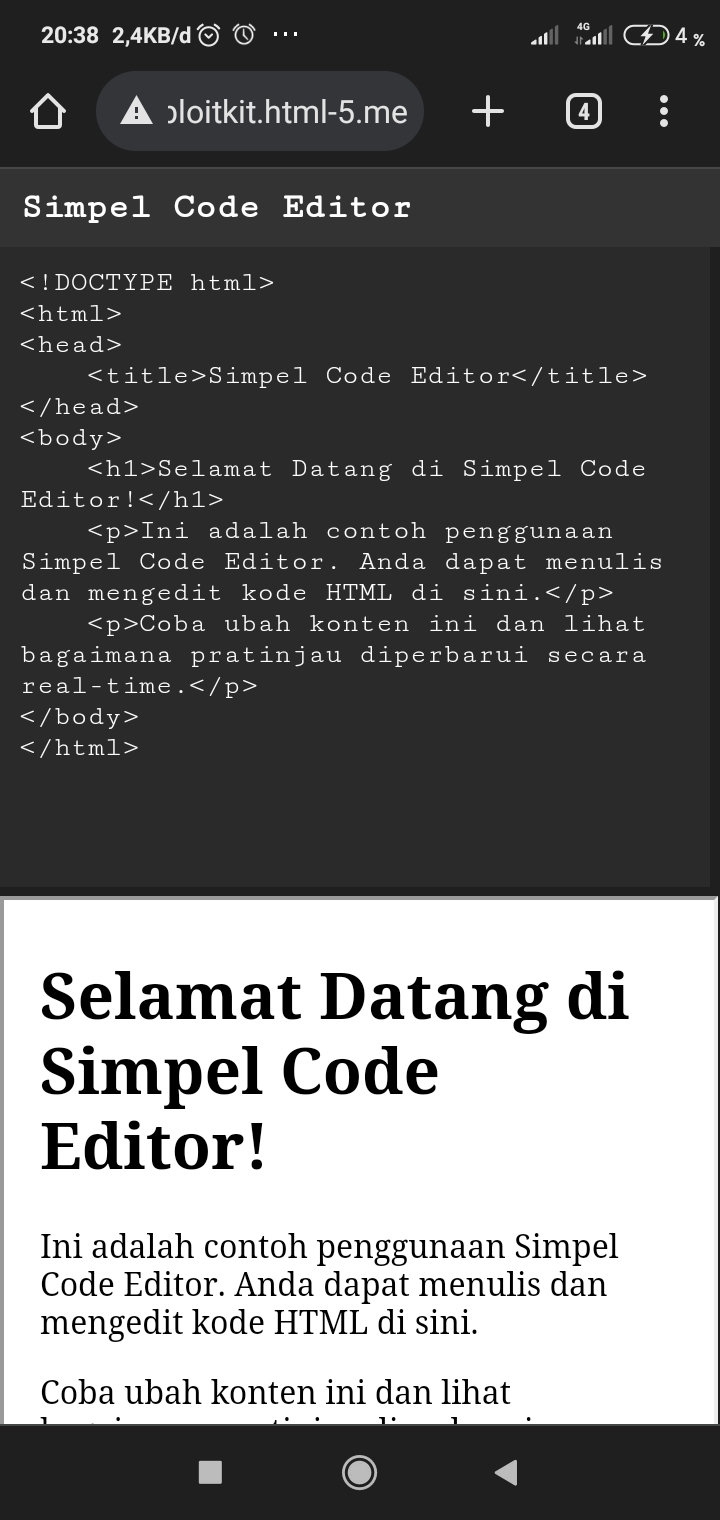 20:38 2,4KB/d 4G 4 %
ploitkit.html-5.me 4
Simpel Code Editor
<!DOCTYPE html>
<html>
<head>
    <title>Simpel Code Editor</title>
</head>
<body>
    <h1>Selamat Datang di Simpel Code
Editor!</h1>
    <p>Ini adalah contoh penggunaan
Simpel Code Editor. Anda dapat menulis
dan mengedit kode HTML di sini.</p>
    <p>Coba ubah konten ini dan lihat
bagaimana pratinjau diperbarui secara
real-time.</p>
</body>
</html>
Selamat Datang di
Simpel Code
Editor!
Ini adalah contoh penggunaan Simpel
Code Editor. Anda dapat menulis dan
mengedit kode HTML di sini.
Coba ubah konten ini dan lihat